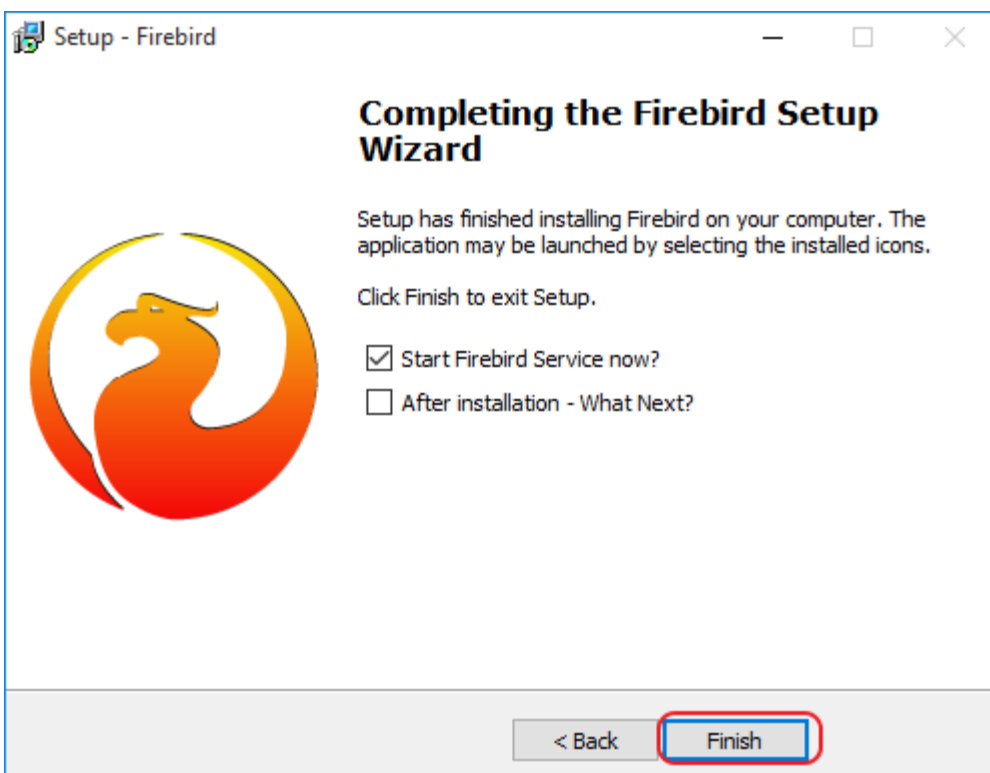 Setup - Firebird
Completing the Firebird Setup
Wizard
Setup has finished installing Firebird on your computer. The
application may be launched by selecting the installed icons.
Click Finish to exit Setup.
Start Firebird Service now?
After installation - What Next?
< Back
Finish